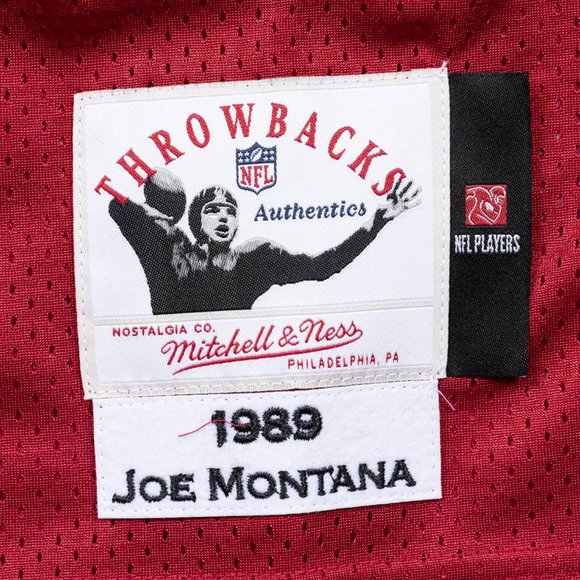 THROWBACKS
NFL
Authentics
NFL PLAYERS
NOSTALGIA CO.
Mitchell & Ness
PHILADELPHIA, PA
1989
JOE MONTANA